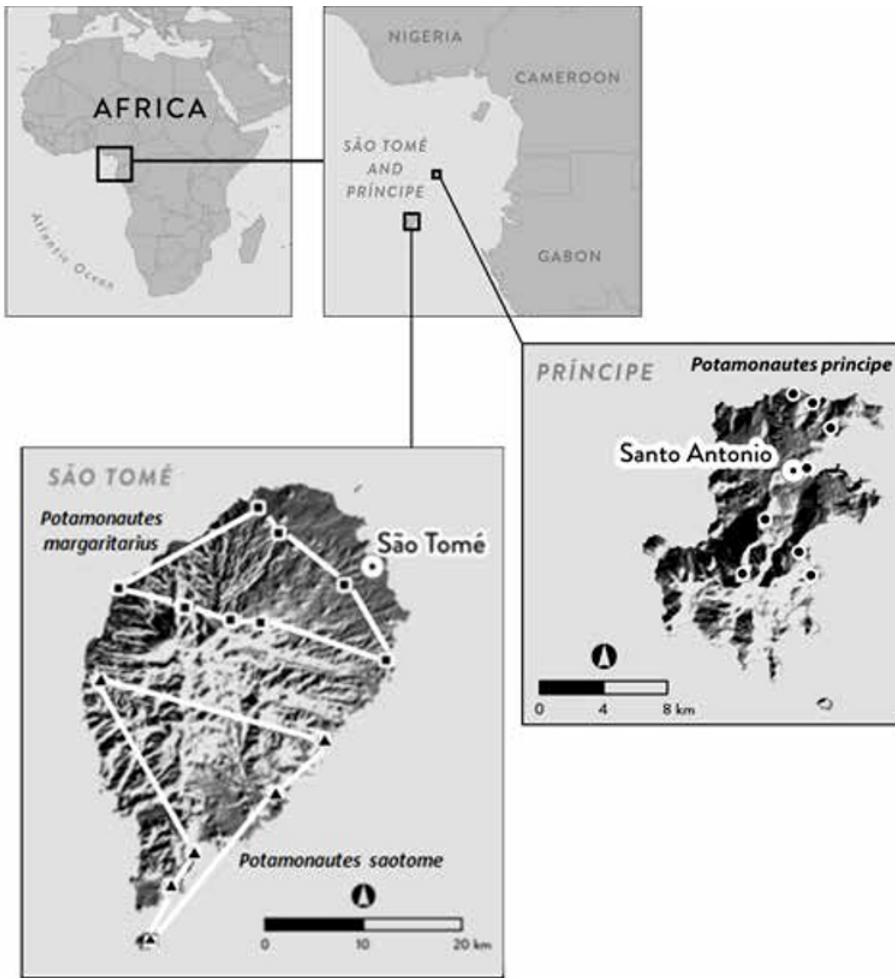 AFRICA
Atlantic Ocean
NIGERIA
CAMEROON
SÃO TOMÉ
AND
PRÍNCIPE
GABON
PRÍNCIPE
Potamonautes principe
Santo Antonio
0 4 8 km
SÃO TOMÉ
Potamonautes
margaritarius
São Tomé
Potamonautes saotome
0 10 20 km